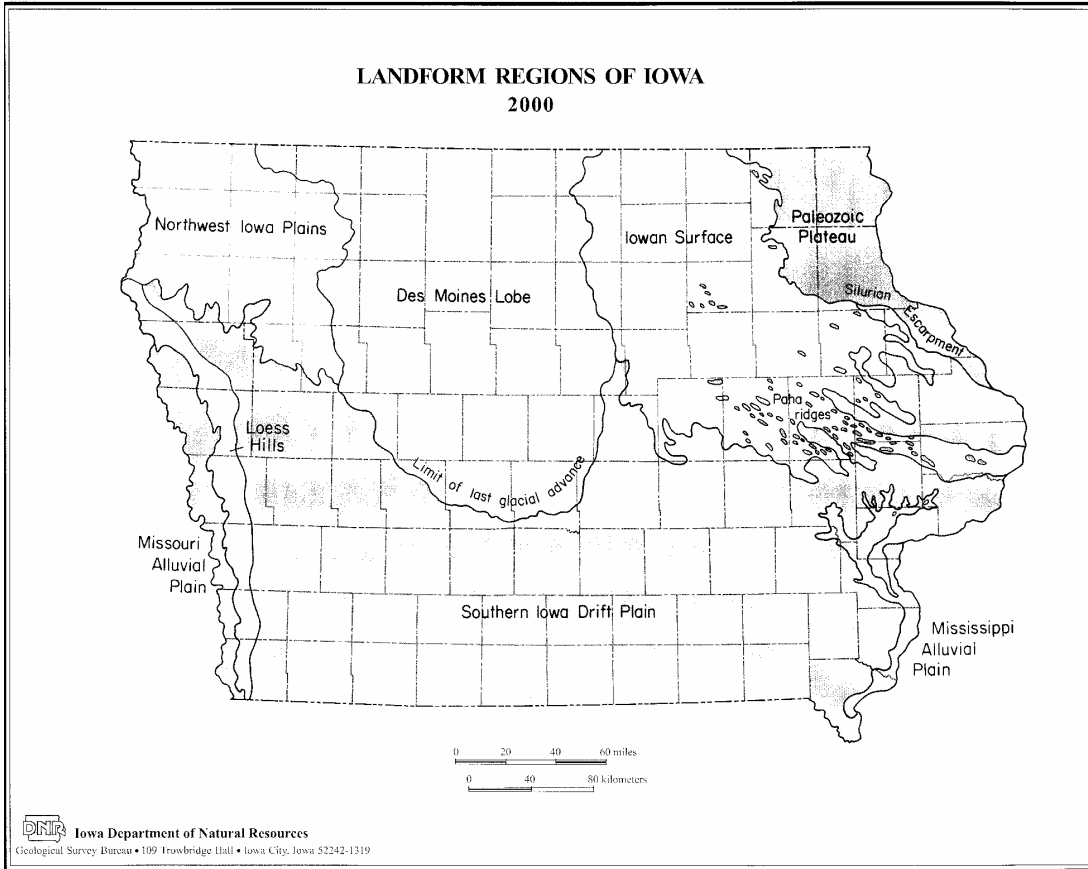 LANDFORM REGIONS OF IOWA
2000
Northwest Iowa Plains
Des Moines Lobe
Iowan Surface
Paleozoic
Plateau
Silurian
Escarpment
Paha
ridges
Loess
Hills
Limit of last glacial advance
Missouri
Alluvial
Plain
Southern Iowa Drift Plain
Mississippi
Alluvial
Plain
0 20 40 60 miles
0 40 80 kilometers
DNR
Iowa Department of Natural Resources
Geological Survey Bureau • 109 Trowbridge Hall • Iowa City, Iowa 52242-1319